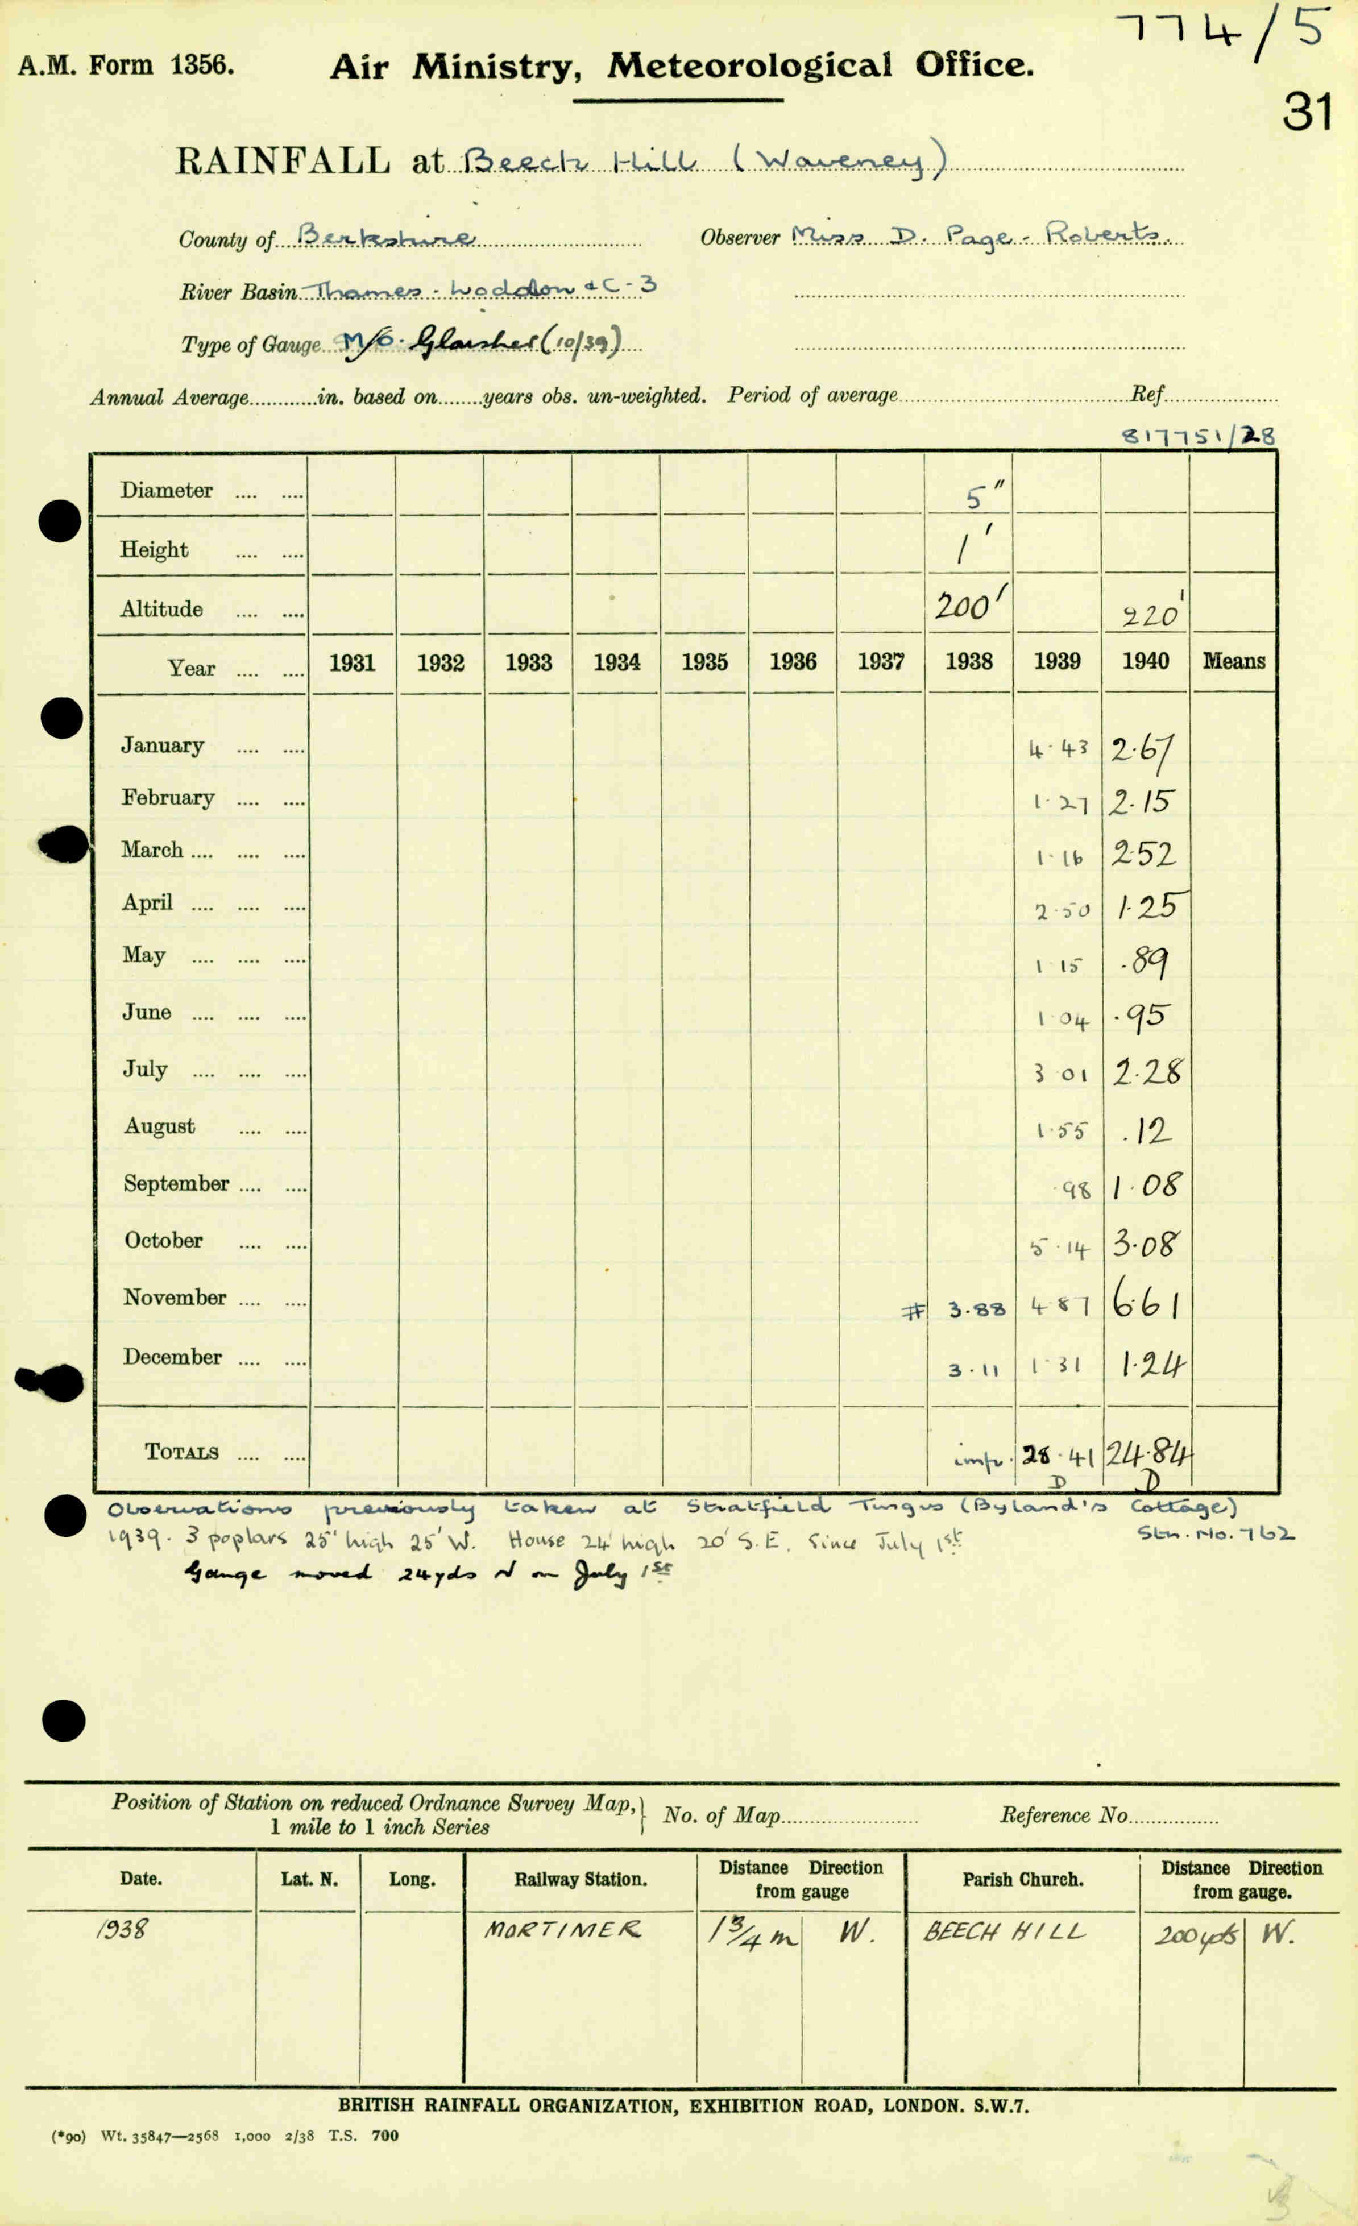 774/5
A.M. Form 1356. Air Ministry, Meteorological Office.
31
RAINFALL at Beech Hill (Waveney)
County of Berkshire Observer Miss D. Page-Roberts.
River Basin Thames - Loddon &C-3
Type of Gauge M/O. Glaisher (10/39)
Annual Average............in. based on........years obs. un-weighted. Period of average........Ref........
817751/28
Diameter .... .... 5"
Height .... .... 1'
Altitude .... .... 200' 220'
Year .... .... 1931 1932 1933 1934 1935 1936 1937 1938 1939 1940 Means
January .... .... 4.43 2.67
February .... .... 1.27 2.15
March .... .... .... 1.16 2.52
April .... .... .... 2.50 1.25
May .... .... .... 1.15 .89
June .... .... .... 1.04 .95
July .... .... .... 3.01 2.28
August .... .... 1.55 .12
September .... .... .98 1.08
October .... .... 5.14 3.08
November .... .... # 3.88 4.87 6.61
December .... .... 3.11 1.31 1.24
TOTALS .... .... imp. 28.41 24.84
D D
Observations previously taken at Stratfield Turgis (Byland's Cottage)
Stn. No. 762
1939. 3 poplars 25' high 25' W. House 24' high 20' S.E. since July 1st
Gauge moved 24yds N on July 1st
Position of Station on reduced Ordnance Survey Map, 1 mile to 1 inch Series } No. of Map........ Reference No........
Date. Lat. N. Long. Railway Station. Distance Direction from gauge Parish Church. Distance Direction from gauge.
1938 MORTIMER 1 3/4 m W. BEECH HILL 200 yds W.
BRITISH RAINFALL ORGANIZATION, EXHIBITION ROAD, LONDON. S.W.7.
(*90) Wt. 35847—2568 1,000 2/38 T.S. 700